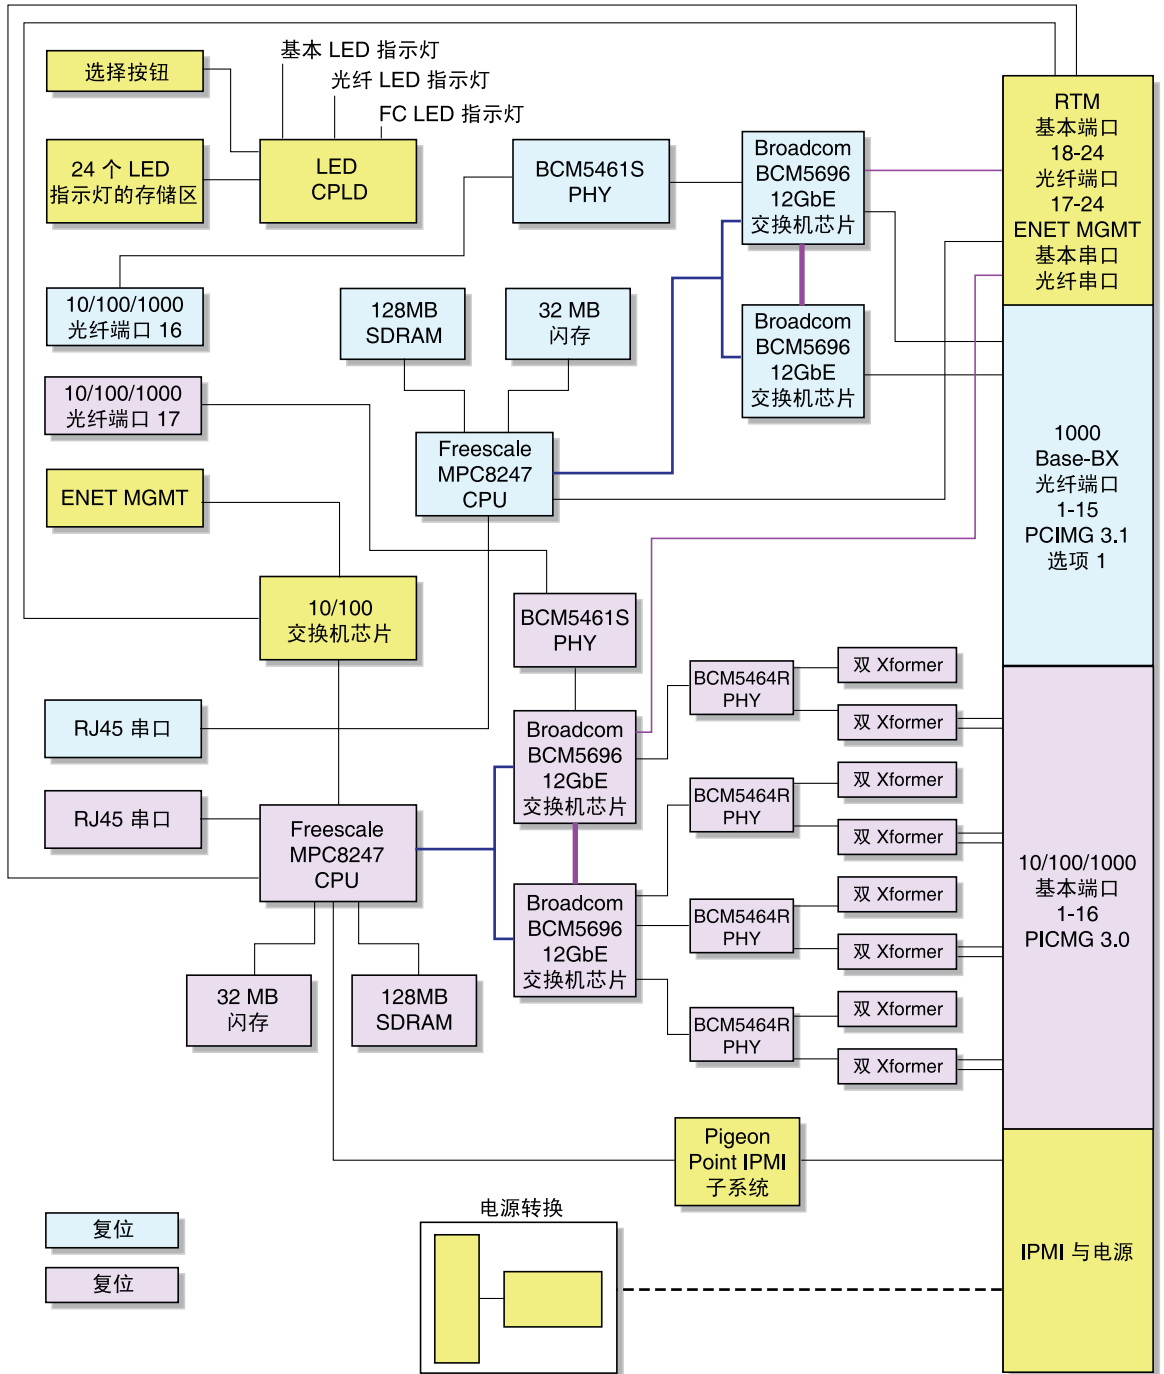 基本 LED 指示灯
光纤 LED 指示灯
FC LED 指示灯
选择按钮
24 个 LED
指示灯的存储区
LED
CPLD
BCM5461S
PHY
Broadcom
BCM5696
12GbE
交换机芯片
RTM
基本端口
18-24
光纤端口
17-24
ENET MGMT
基本串口
光纤串口
10/100/1000
光纤端口 16
128MB
SDRAM
32 MB
闪存
Broadcom
BCM5696
12GbE
交换机芯片
10/100/1000
光纤端口 17
Freescale
MPC8247
CPU
1000
Base-BX
光纤端口
1-15
PCIMG 3.1
选项 1
ENET MGMT
10/100
交换机芯片
BCM5461S
PHY
BCM5464R
PHY
双 Xformer
双 Xformer
RJ45 串口
Broadcom
BCM5696
12GbE
交换机芯片
BCM5464R
PHY
双 Xformer
双 Xformer
RJ45 串口
Freescale
MPC8247
CPU
10/100/1000
基本端口
1-16
PICMG 3.0
Broadcom
BCM5696
12GbE
交换机芯片
BCM5464R
PHY
双 Xformer
双 Xformer
32 MB
闪存
128MB
SDRAM
BCM5464R
PHY
双 Xformer
双 Xformer
Pigeon
Point IPMI
子系统
电源转换
复位
复位
IPMI 与电源